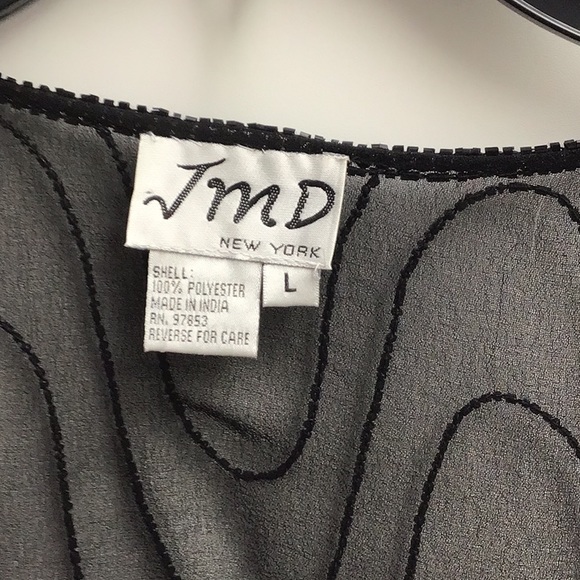 JMD
NEW YORK
L
SHELL:
100% POLYESTER
MADE IN INDIA
RN. 97853
REVERSE FOR CARE